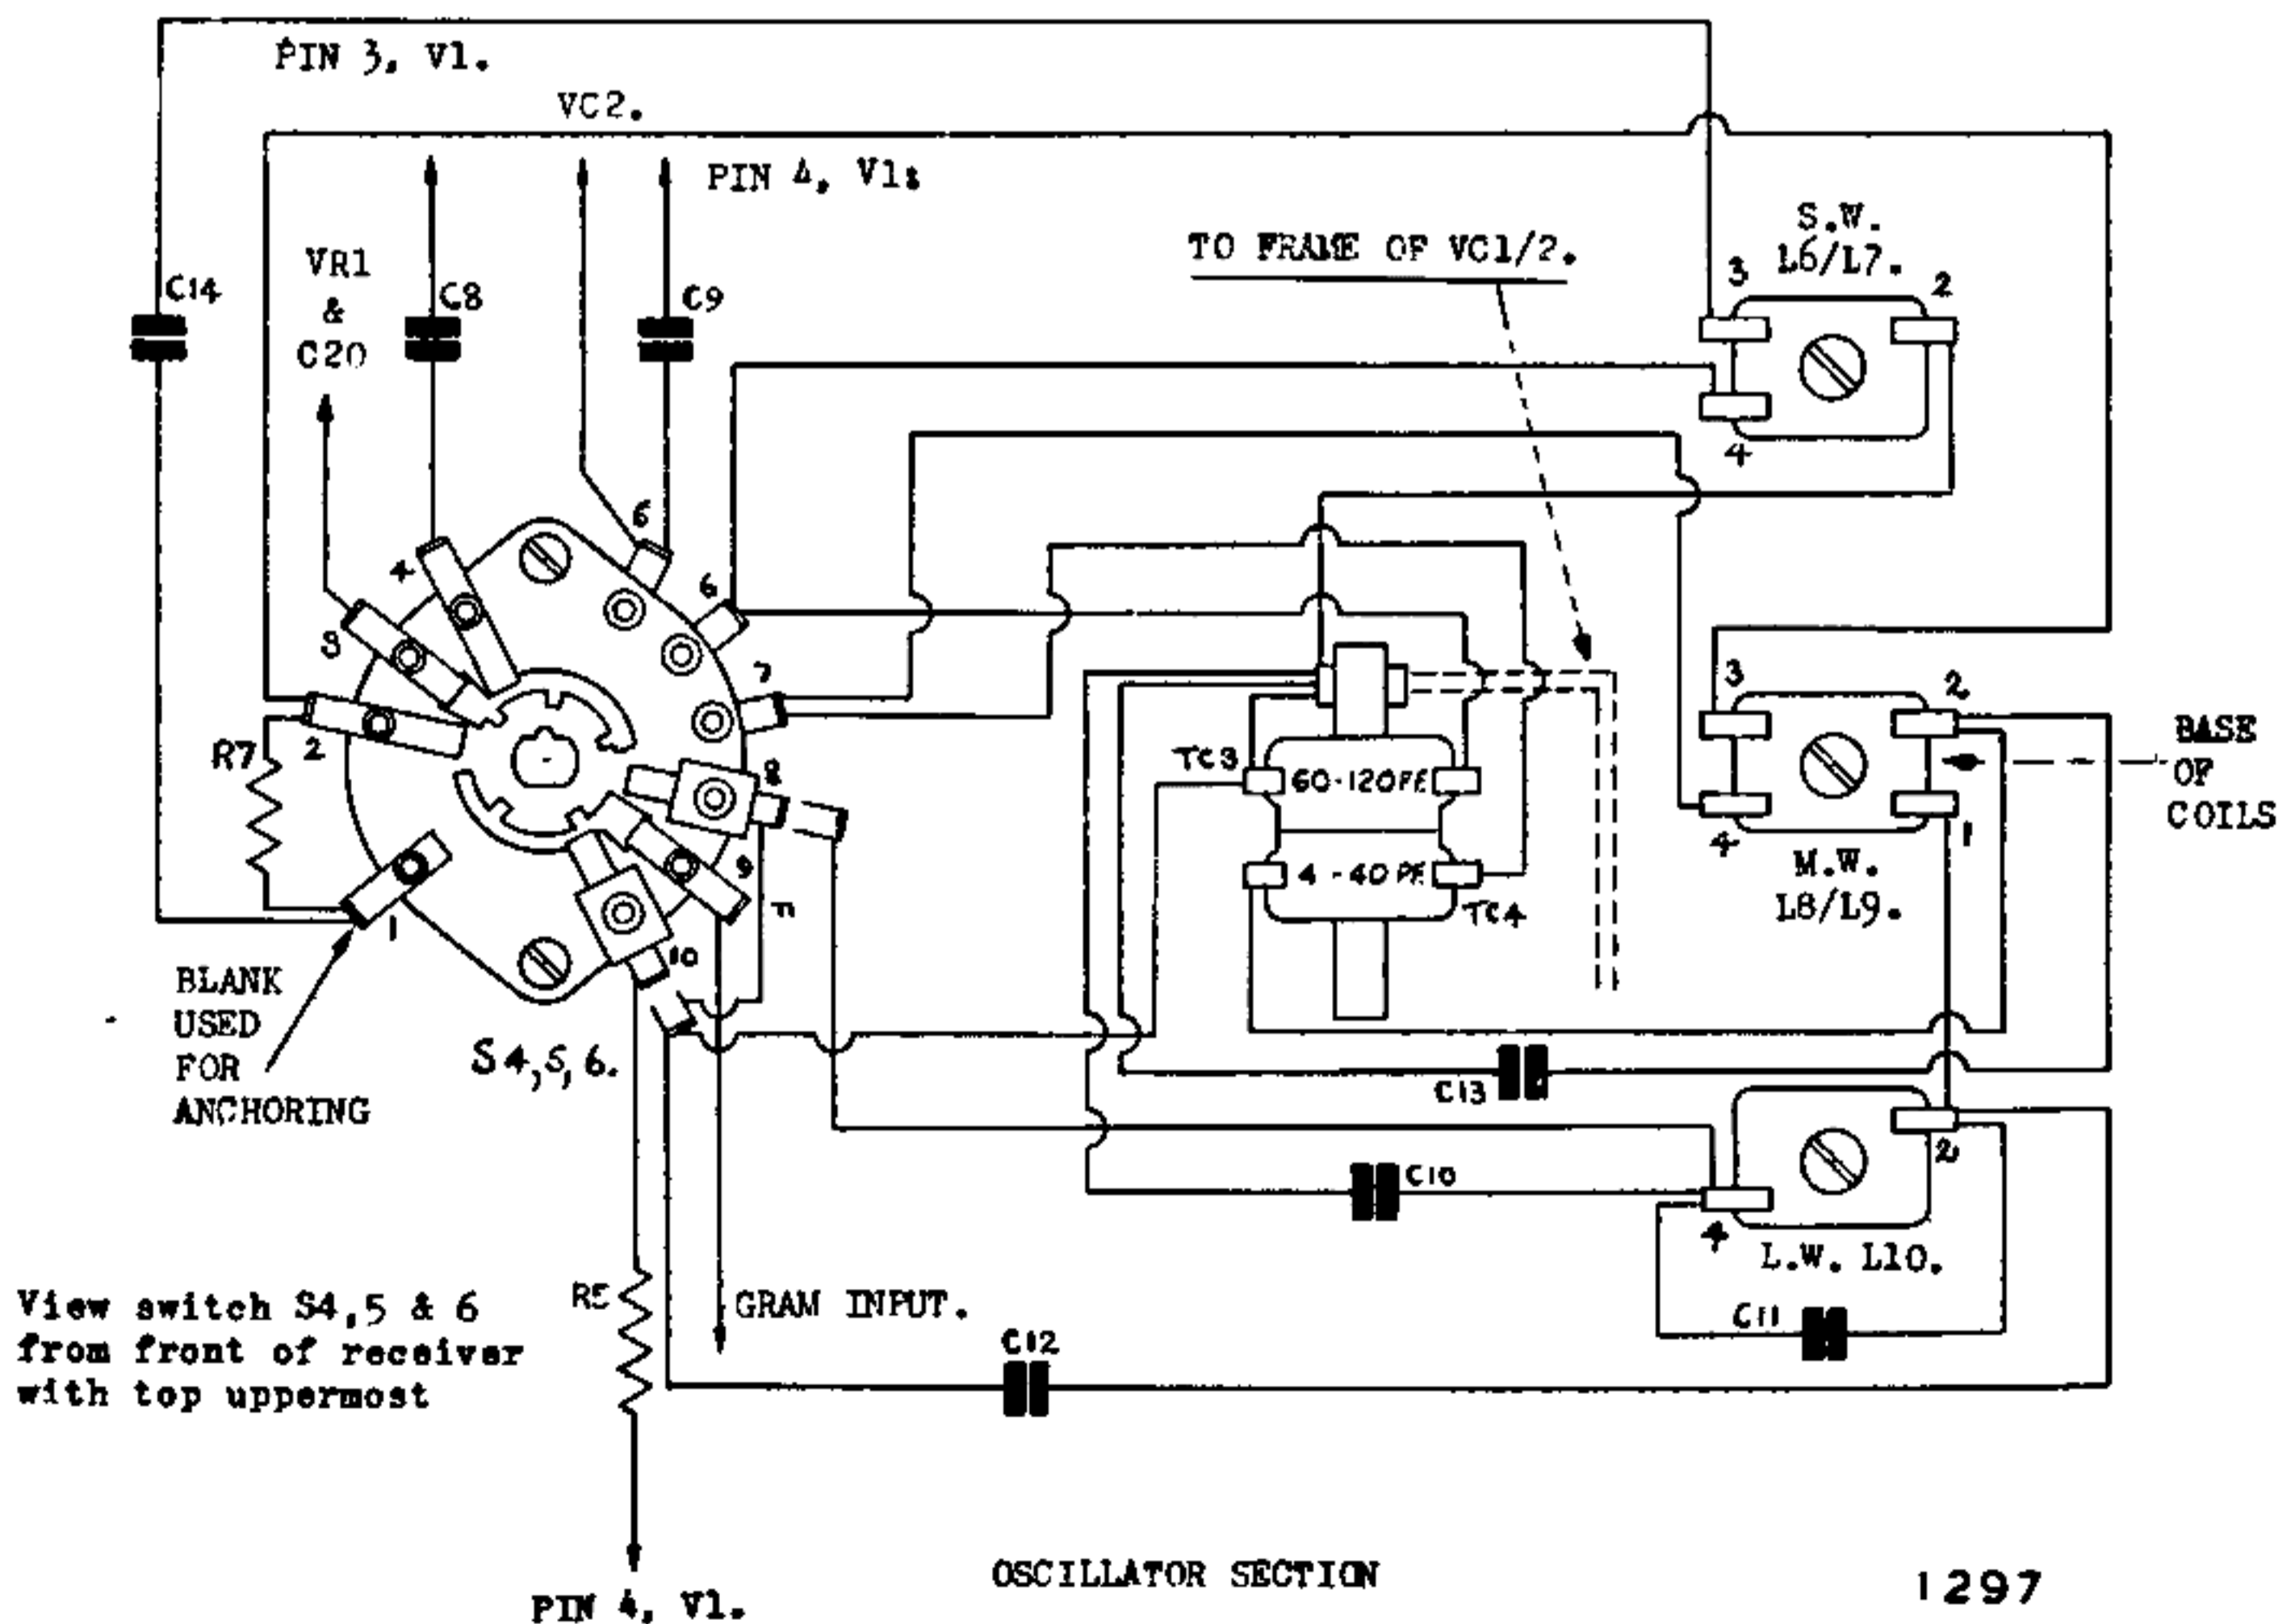 PIN 3, V1.
VC2.
PIN 4, V1:
TO FRAME OF VC1/2.
S.W.
L6/L7.
VR1
&
C20
C14
C8
C9
3
2
4
6
4
6
3
7
2
R7
8
9
11
10
1
TC3
60-120PF
4-40PF
TC4
3
2
4
1
M.W.
L8/L9.
BASE
OF
COILS
BLANK
USED
FOR
ANCHORING
S4,5,6.
C13
C10
2
4
L.W. L10.
C11
R5
GRAM INPUT.
C12
View switch S4,5 & 6
from front of receiver
with top uppermost
PIN 4, V1.
OSCILLATOR SECTION
1297